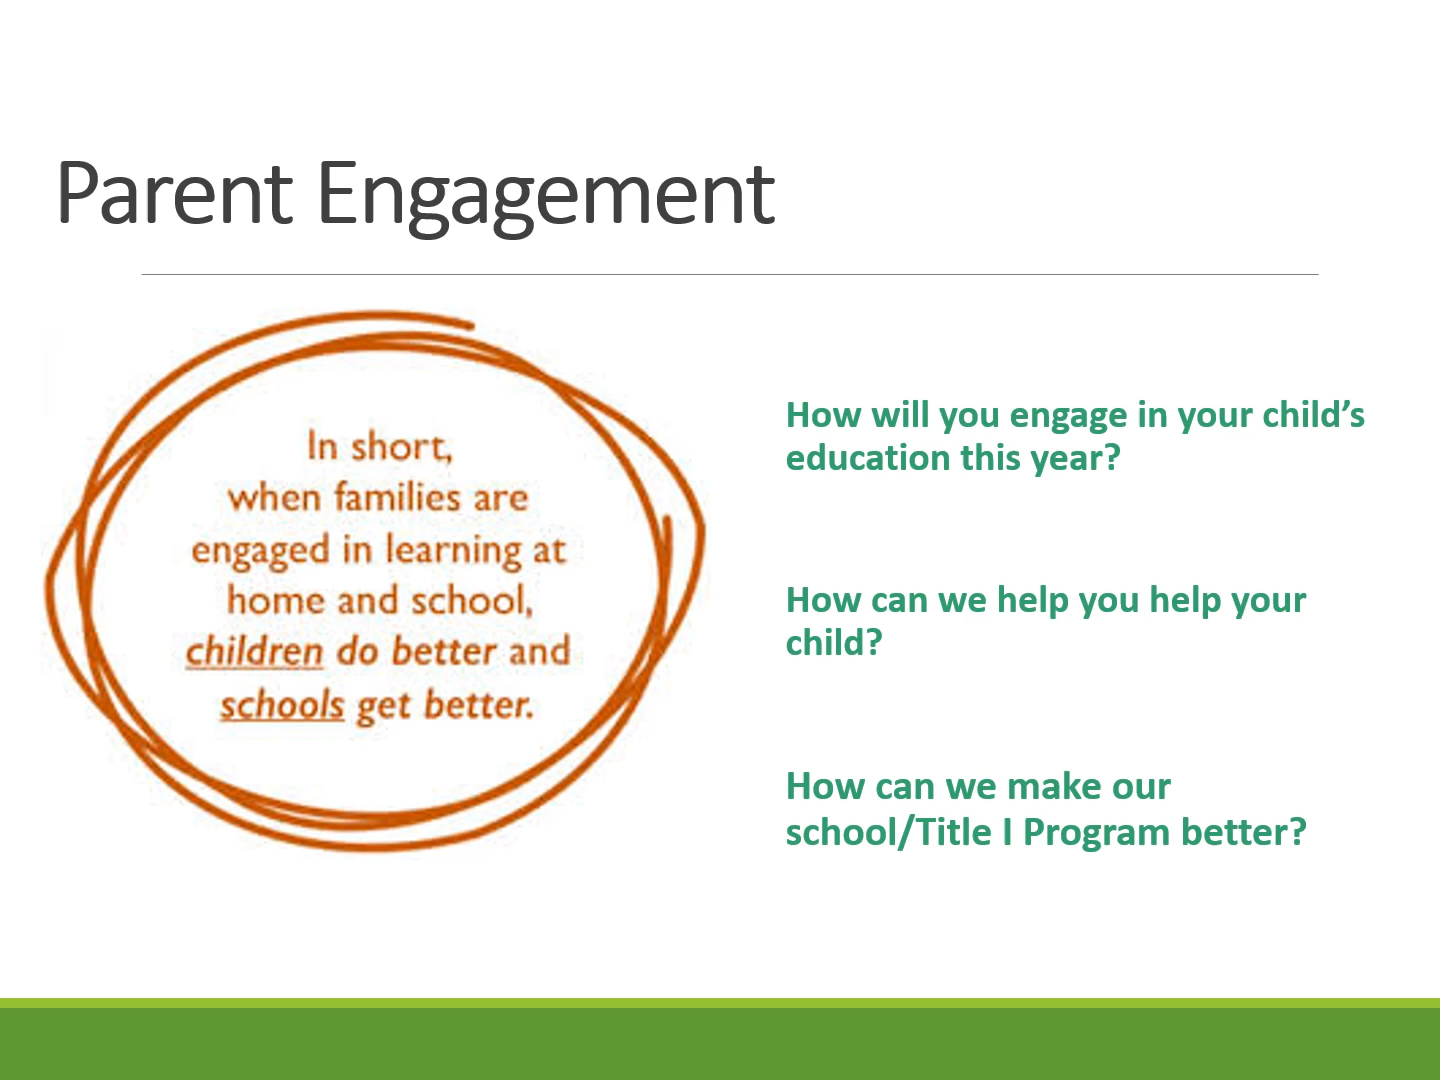 Parent Engagement
In short,
when families are
engaged in learning at
home and school,
children do better and
schools get better.
How will you engage in your child’s
education this year?
How can we help you help your
child?
How can we make our
school/Title I Program better?